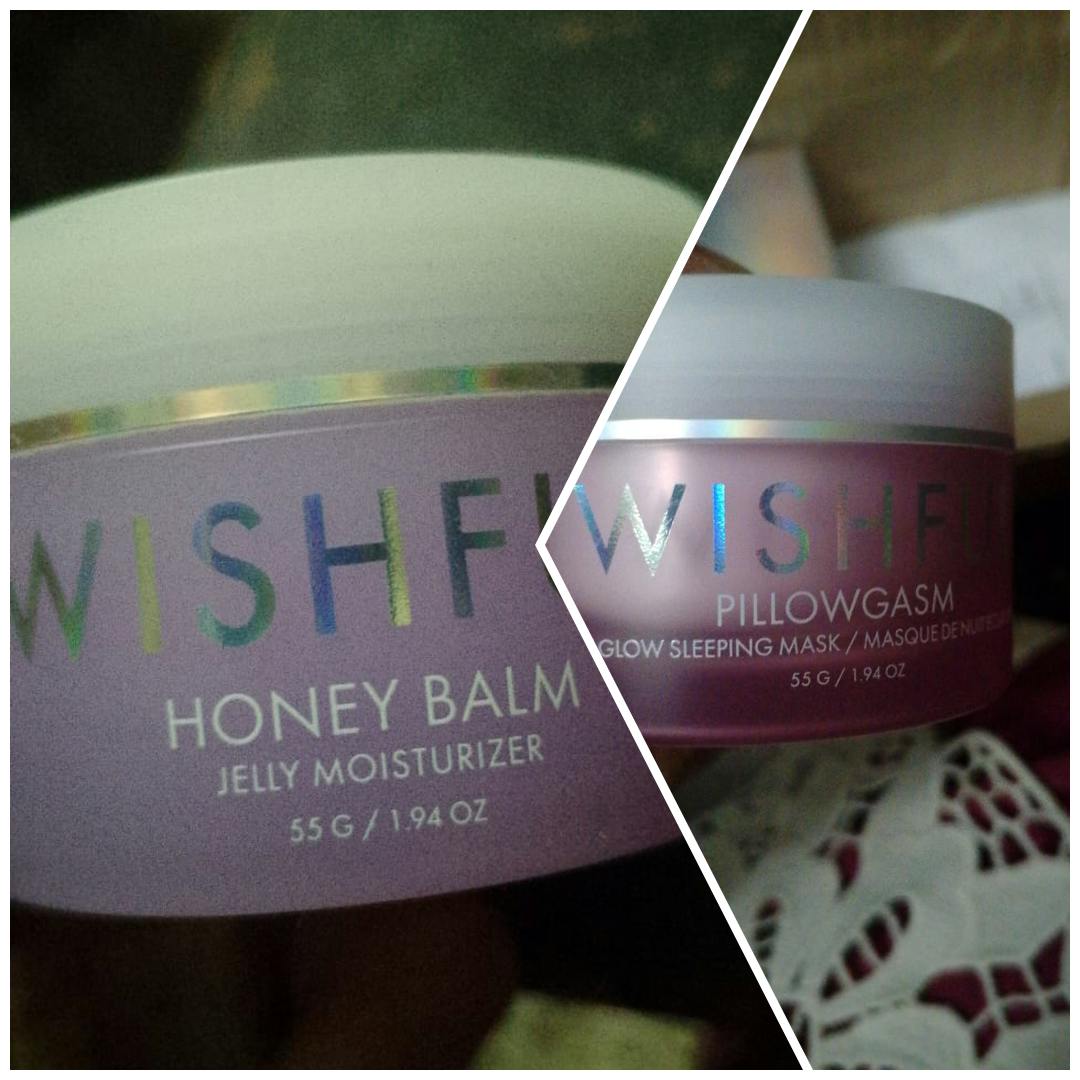 WISHFU
HONEY BALM
JELLY MOISTURIZER
55 G / 1.94 OZ
WISHFU
PILLOWGASM
GLOW SLEEPING MASK / MASQUE DE NUIT
55 G / 1.94 OZ